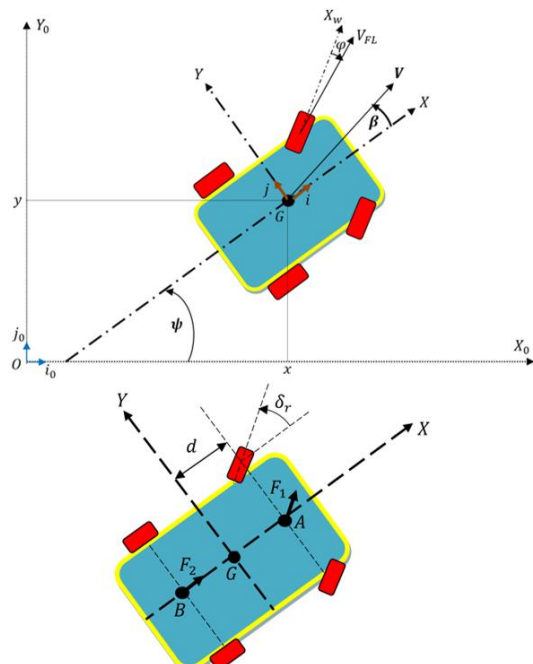 Y₀
X_w
V_FL
φ
Y
V
X
β
j
i
G
y
ψ
j₀
O
i₀
x
X₀
Y
δ_r
X
d
F₁
A
F₂
G
B